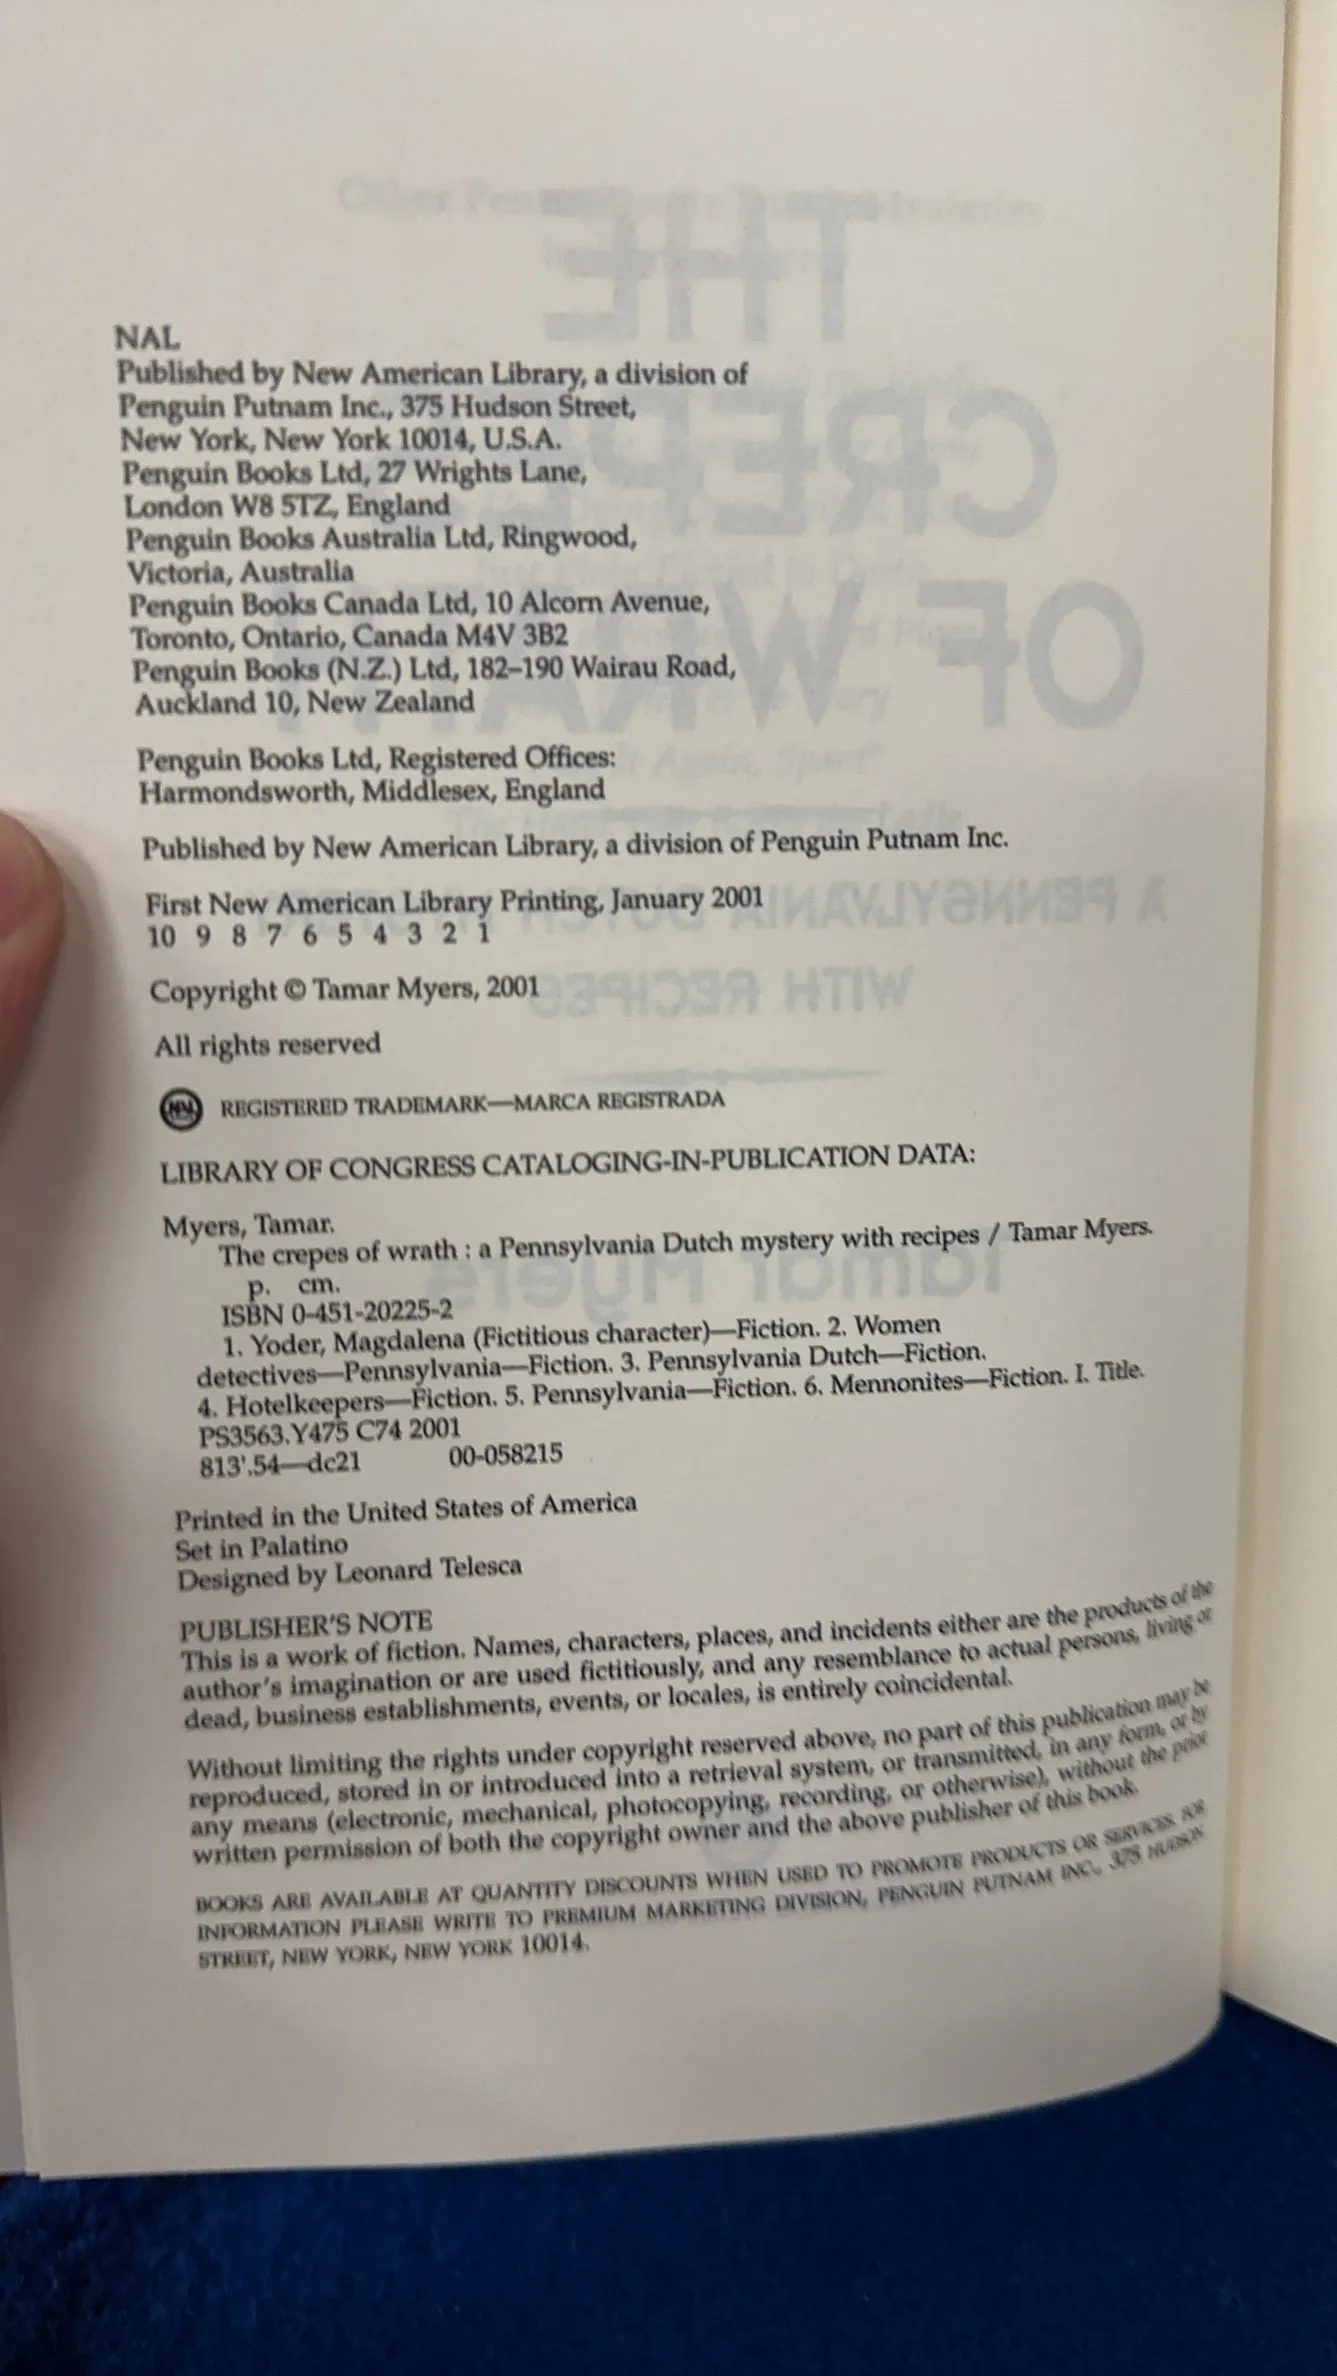 NAL
Published by New American Library, a division of
Penguin Putnam Inc., 375 Hudson Street,
New York, New York 10014, U.S.A.
Penguin Books Ltd, 27 Wrights Lane,
London W8 5TZ, England
Penguin Books Australia Ltd, Ringwood,
Victoria, Australia
Penguin Books Canada Ltd, 10 Alcorn Avenue,
Toronto, Ontario, Canada M4V 3B2
Penguin Books (N.Z.) Ltd, 182–190 Wairau Road,
Auckland 10, New Zealand
Penguin Books Ltd, Registered Offices:
Harmondsworth, Middlesex, England
Published by New American Library, a division of Penguin Putnam Inc.
First New American Library Printing, January 2001
10 9 8 7 6 5 4 3 2 1
Copyright © Tamar Myers, 2001
All rights reserved
REGISTERED TRADEMARK—MARCA REGISTRADA
LIBRARY OF CONGRESS CATALOGING-IN-PUBLICATION DATA:
Myers, Tamar.
The crepes of wrath : a Pennsylvania Dutch mystery with recipes / Tamar Myers.
p. cm.
ISBN 0-451-20225-2
1. Yoder, Magdalena (Fictitious character)—Fiction. 2. Women
detectives—Pennsylvania—Fiction. 3. Pennsylvania Dutch—Fiction.
4. Hotelkeepers—Fiction. 5. Pennsylvania—Fiction. 6. Mennonites—Fiction. I. Title.
PS3563.Y475 C74 2001
813'.54—dc21 00-058215
Printed in the United States of America
Set in Palatino
Designed by Leonard Telesca
PUBLISHER'S NOTE
This is a work of fiction. Names, characters, places, and incidents either are the products of the
author's imagination or are used fictitiously, and any resemblance to actual persons, living or
dead, business establishments, events, or locales, is entirely coincidental.
Without limiting the rights under copyright reserved above, no part of this publication may be
reproduced, stored in or introduced into a retrieval system, or transmitted, in any form, or by
any means (electronic, mechanical, photocopying, recording, or otherwise), without the prior
written permission of both the copyright owner and the above publisher of this book.
BOOKS ARE AVAILABLE AT QUANTITY DISCOUNTS WHEN USED TO PROMOTE PRODUCTS OR SERVICES. FOR
INFORMATION PLEASE WRITE TO PREMIUM MARKETING DIVISION, PENGUIN PUTNAM INC., 375 HUDSON
STREET, NEW YORK, NEW YORK 10014.